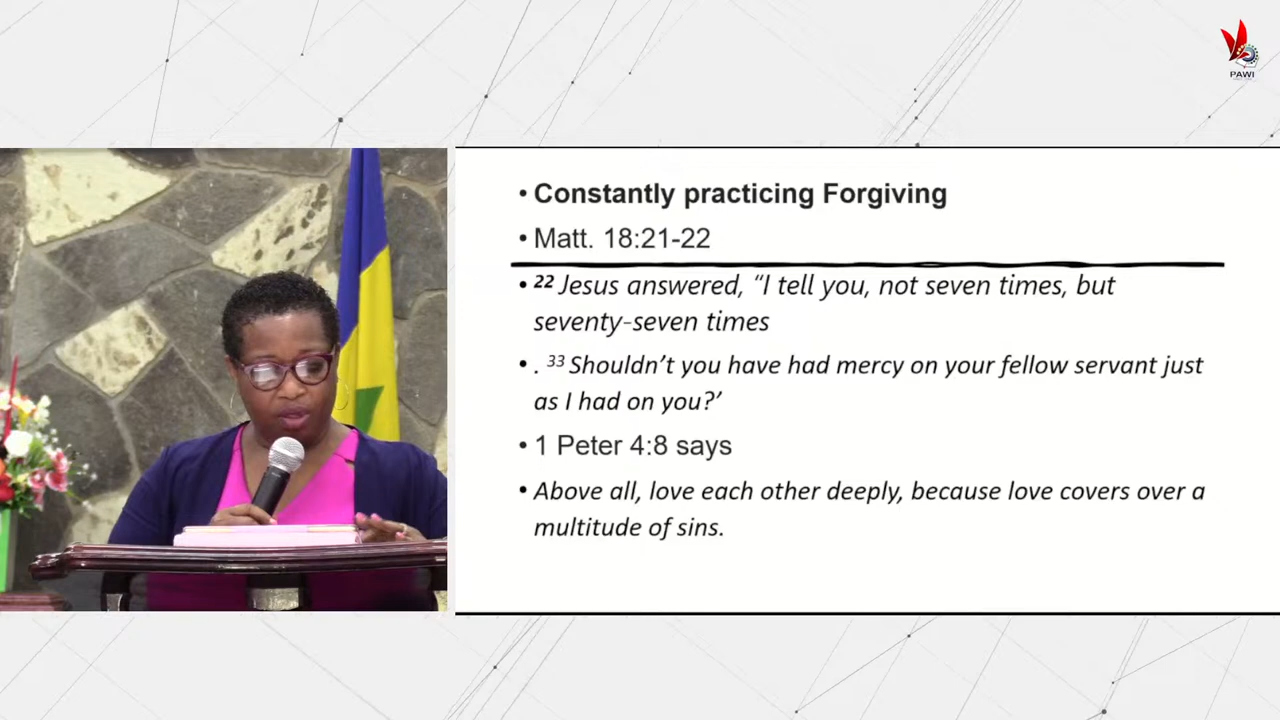 PAWI
• Constantly practicing Forgiving
• Matt. 18:21-22
• 22 Jesus answered, “I tell you, not seven times, but
seventy-seven times
• . 33 Shouldn’t you have had mercy on your fellow servant just
as I had on you?’
• 1 Peter 4:8 says
• Above all, love each other deeply, because love covers over a
multitude of sins.